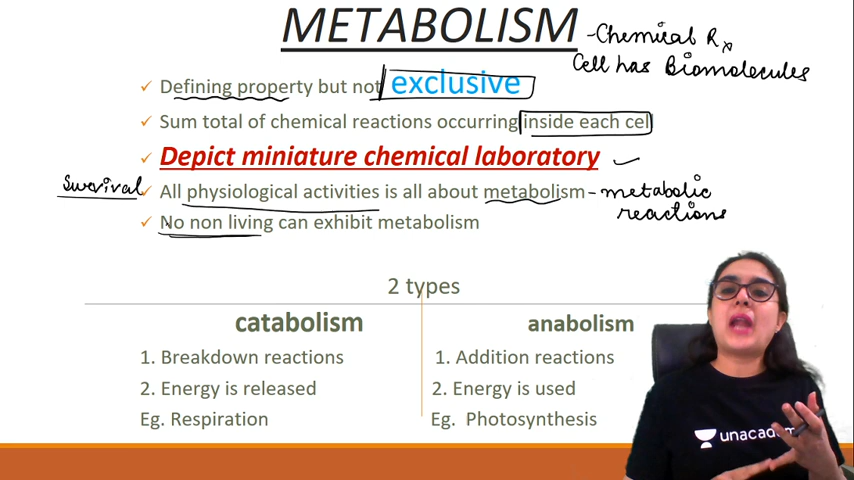 METABOLISM
-Chemical Rx
Cell has Biomolecules
✓ Defining property but not exclusive
✓ Sum total of chemical reactions occurring inside each cell
✓ Depict miniature chemical laboratory
Survival
✓ All physiological activities is all about metabolism - metabolic
reactions
✓ No non living can exhibit metabolism
2 types
catabolism
1. Breakdown reactions
2. Energy is released
Eg. Respiration
anabolism
1. Addition reactions
2. Energy is used
Eg. Photosynthesis
unacadem